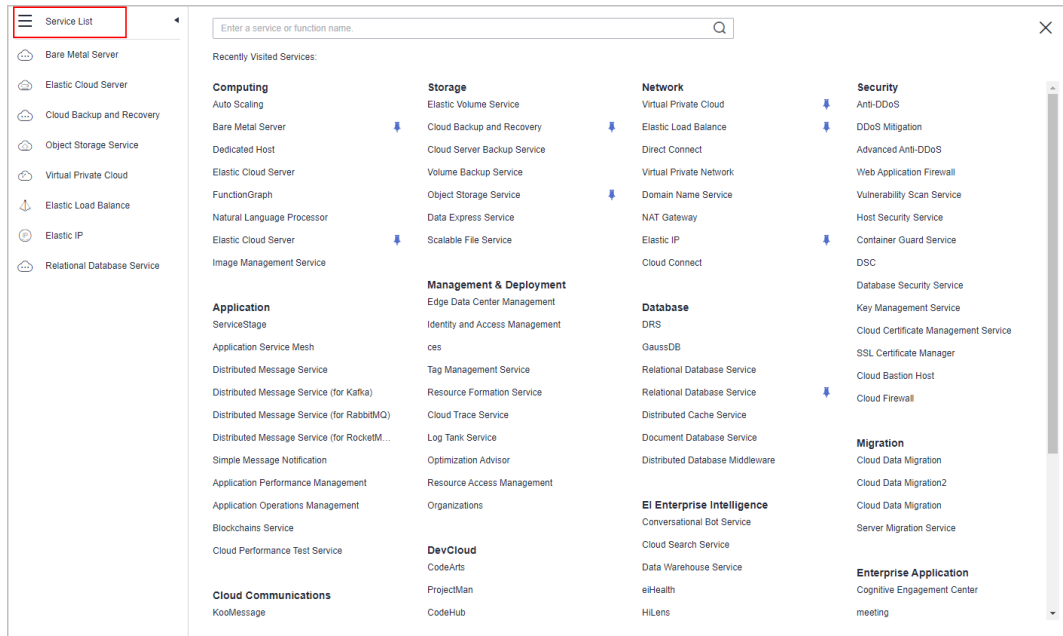 Service List
Bare Metal Server
Elastic Cloud Server
Cloud Backup and Recovery
Object Storage Service
Virtual Private Cloud
Elastic Load Balance
Elastic IP
Relational Database Service
Enter a service or function name.
Recently Visited Services:
Computing
Auto Scaling
Bare Metal Server
Dedicated Host
Elastic Cloud Server
FunctionGraph
Natural Language Processor
Elastic Cloud Server
Image Management Service
Application
ServiceStage
Application Service Mesh
Distributed Message Service
Distributed Message Service (for Kafka)
Distributed Message Service (for RabbitMQ)
Distributed Message Service (for RocketM...
Simple Message Notification
Application Performance Management
Application Operations Management
Blockchains Service
Cloud Performance Test Service
Cloud Communications
KooMessage
Storage
Elastic Volume Service
Cloud Backup and Recovery
Cloud Server Backup Service
Volume Backup Service
Object Storage Service
Data Express Service
Scalable File Service
Management & Deployment
Edge Data Center Management
Identity and Access Management
ces
Tag Management Service
Resource Formation Service
Cloud Trace Service
Log Tank Service
Optimization Advisor
Resource Access Management
Organizations
DevCloud
CodeArts
ProjectMan
CodeHub
Network
Virtual Private Cloud
Elastic Load Balance
Direct Connect
Virtual Private Network
Domain Name Service
NAT Gateway
Elastic IP
Cloud Connect
Database
DRS
GaussDB
Relational Database Service
Relational Database Service
Distributed Cache Service
Document Database Service
Distributed Database Middleware
EI Enterprise Intelligence
Conversational Bot Service
Cloud Search Service
Data Warehouse Service
eiHealth
HiLens
Security
Anti-DDoS
DDoS Mitigation
Advanced Anti-DDoS
Web Application Firewall
Vulnerability Scan Service
Host Security Service
Container Guard Service
DSC
Database Security Service
Key Management Service
Cloud Certificate Management Service
SSL Certificate Manager
Cloud Bastion Host
Cloud Firewall
Migration
Cloud Data Migration
Cloud Data Migration2
Cloud Data Migration
Server Migration Service
Enterprise Application
Cognitive Engagement Center
meeting